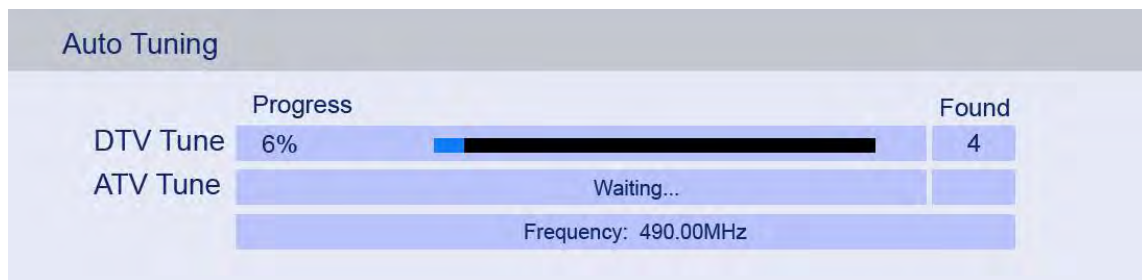 Auto Tuning
Progress Found
DTV Tune 6% 4
ATV Tune Waiting...
Frequency: 490.00MHz